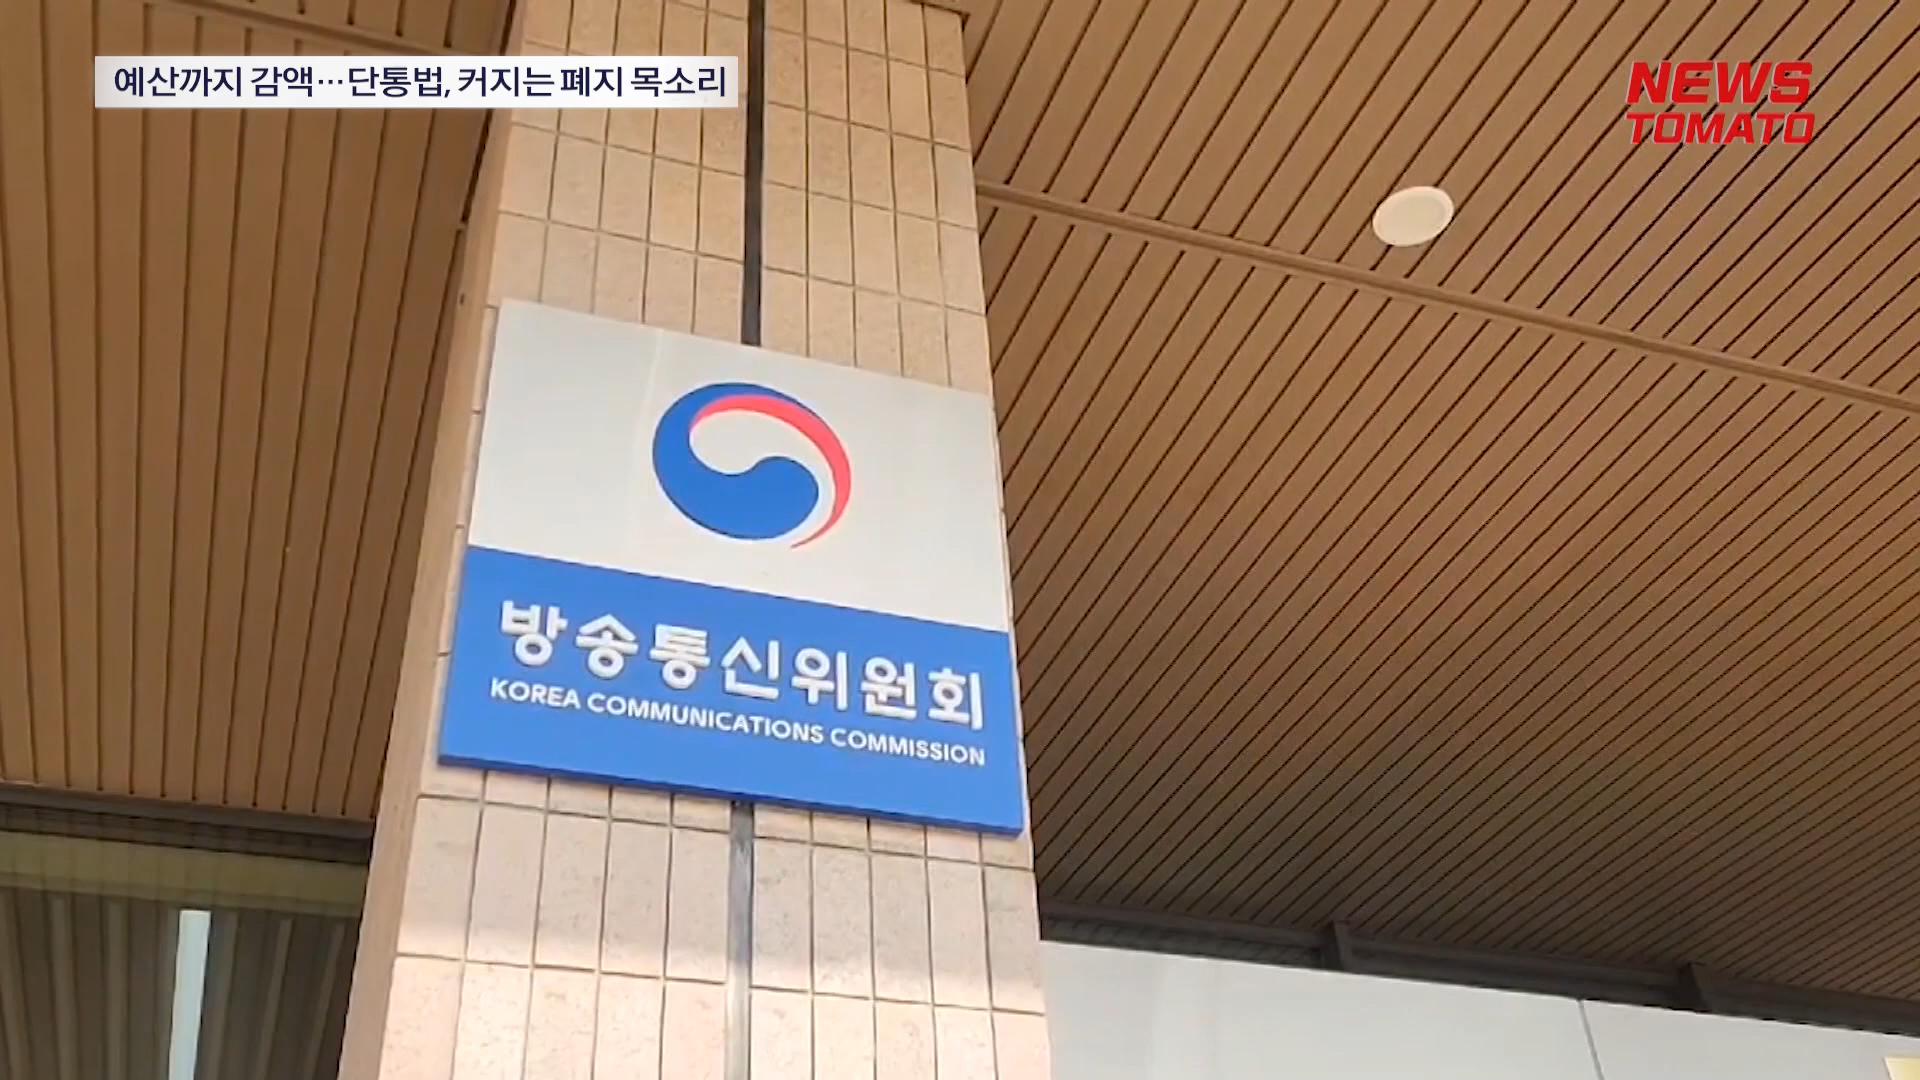 예산까지 감액…단통법, 커지는 폐지 목소리
NEWS
TOMATO
방송통신위원회
KOREA COMMUNICATIONS COMMISSION